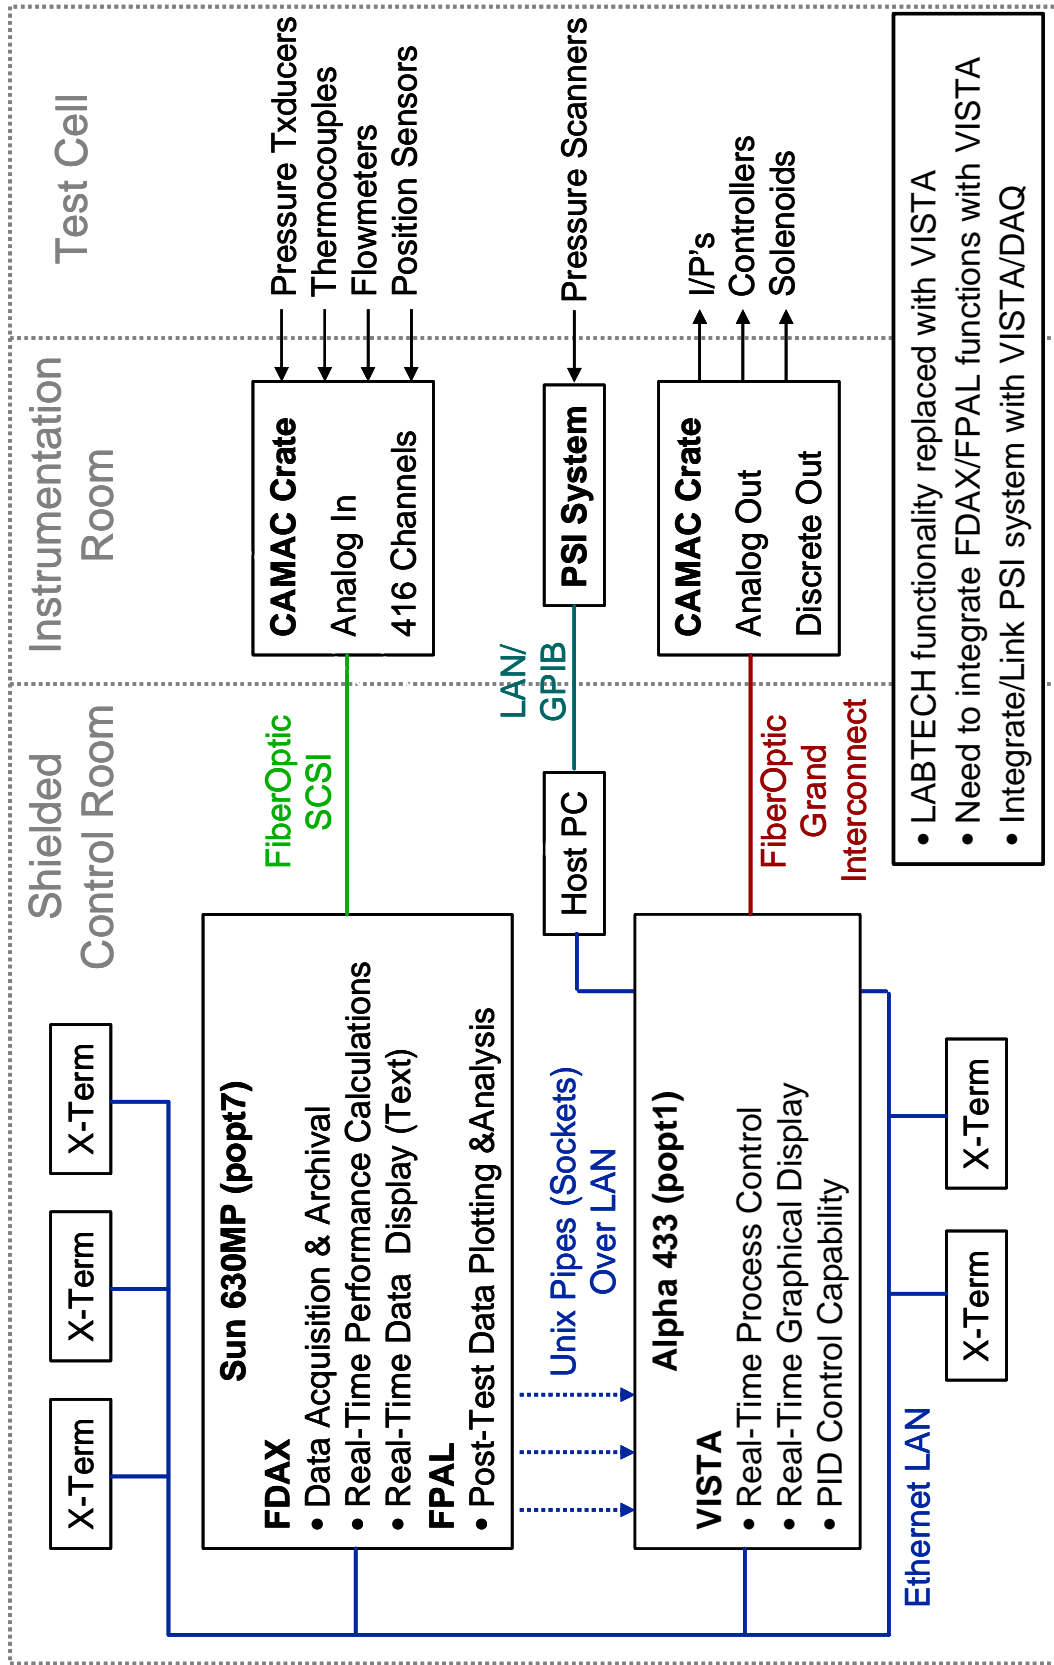 Shielded
Control Room
Instrumentation
Room
Test Cell
X-Term
X-Term
X-Term
Sun 630MP (popt7)
FDAX
• Data Acquisition & Archival
• Real-Time Performance Calculations
• Real-Time Data Display (Text)
FPAL
• Post-Test Data Plotting &Analysis
FiberOptic
SCSI
CAMAC Crate
Analog In
416 Channels
Pressure Txducers
Thermocouples
Flowmeters
Position Sensors
Unix Pipes (Sockets)
Over LAN
Host PC
LAN/
GPIB
PSI System
Pressure Scanners
Alpha 433 (popt1)
VISTA
• Real-Time Process Control
• Real-Time Graphical Display
• PID Control Capability
FiberOptic
Grand
Interconnect
CAMAC Crate
Analog Out
Discrete Out
I/P's
Controllers
Solenoids
Ethernet LAN
X-Term
X-Term
• LABTECH functionality replaced with VISTA
• Need to integrate FDAX/FPAL functions with VISTA
• Integrate/Link PSI system with VISTA/DAQ